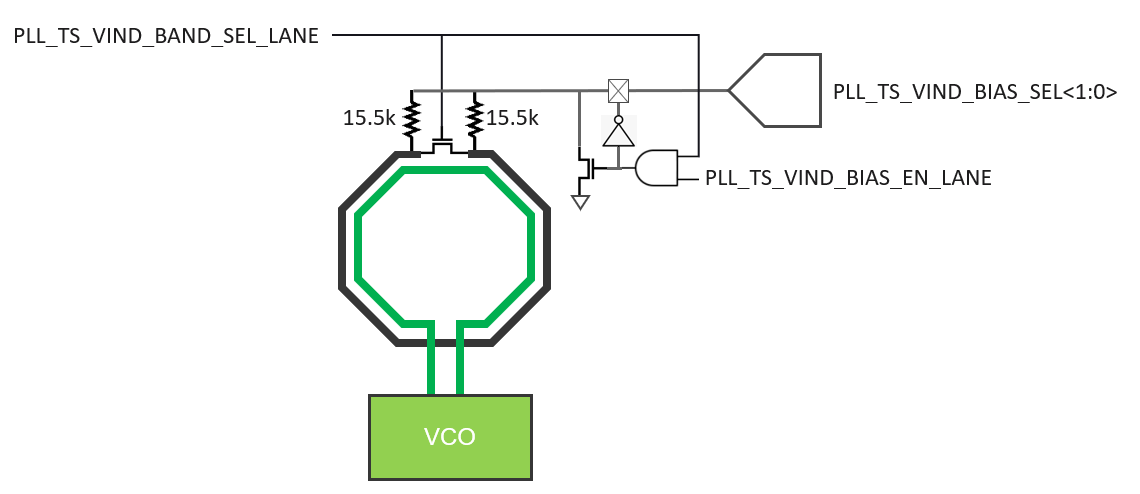 PLL_TS_VIND_BAND_SEL_LANE
PLL_TS_VIND_BIAS_SEL<1:0>
15.5k
15.5k
PLL_TS_VIND_BIAS_EN_LANE
VCO